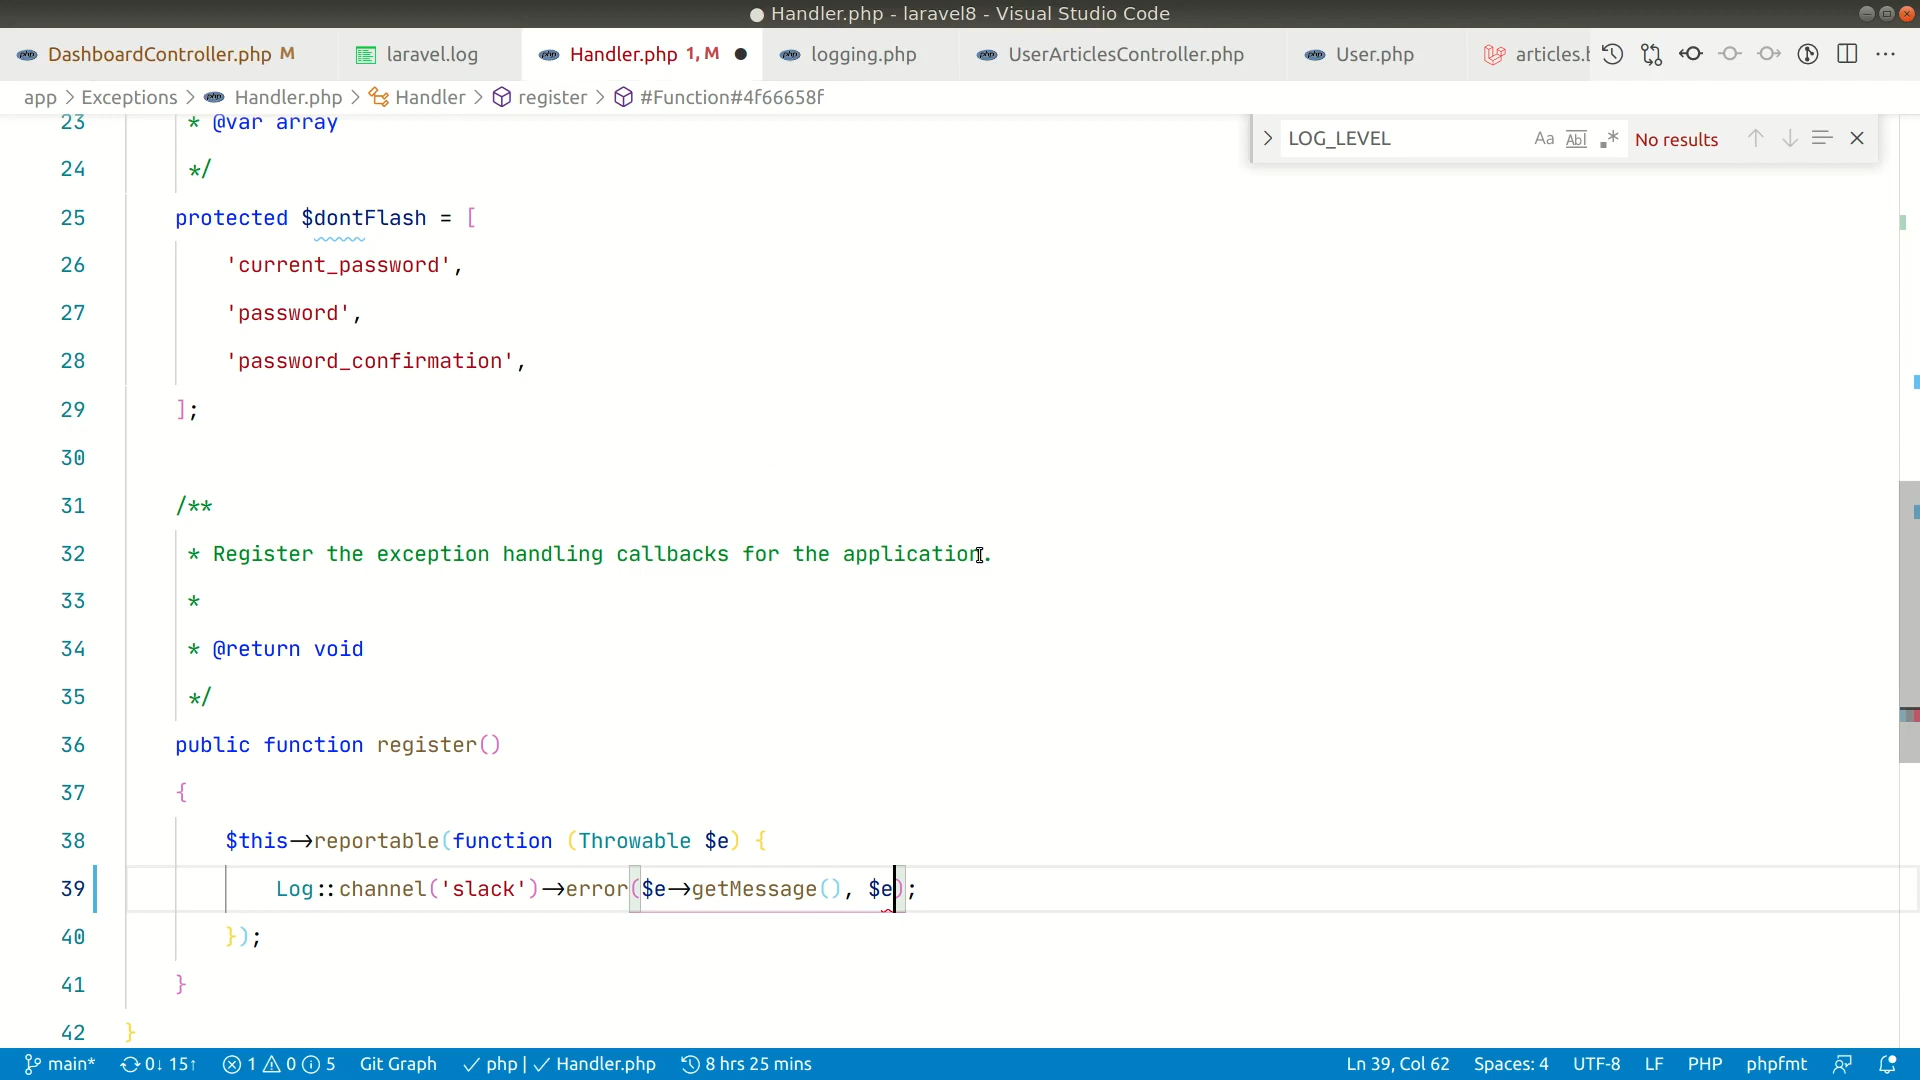 Handler.php - laravel8 - Visual Studio Code
DashboardController.php M
laravel.log
Handler.php 1, M
logging.php
UserArticlesController.php
User.php
articles.b
app > Exceptions > Handler.php > Handler > register > #Function#4f66658f
LOG_LEVEL
Aa
Abl
.*
No results
23 * @var array
24 */
25 protected $dontFlash = [
26 'current_password',
27 'password',
28 'password_confirmation',
29 ];
30
31 /**
32 * Register the exception handling callbacks for the application.
33 *
34 * @return void
35 */
36 public function register()
37 {
38 $this->reportable(function (Throwable $e) {
39 Log::channel('slack')->error($e->getMessage(), $e);
40 });
41 }
42 }
main* 0↓ 15↑ 1 0 5 Git Graph php | Handler.php 8 hrs 25 mins Ln 39, Col 62 Spaces: 4 UTF-8 LF PHP phpfmt